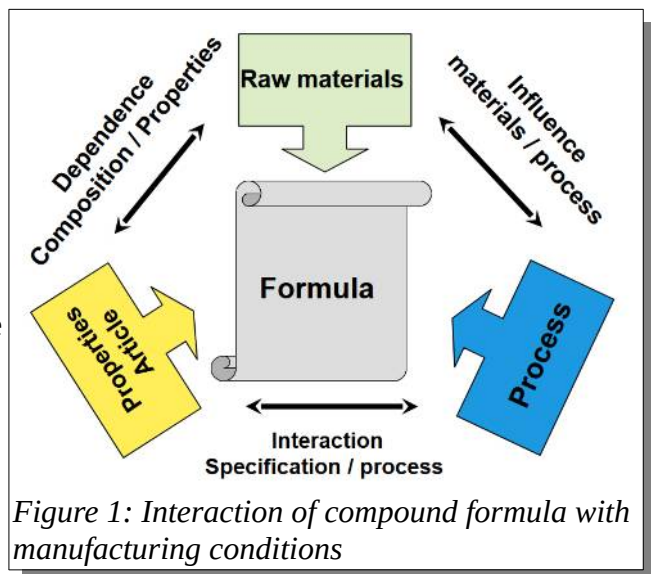 Raw materials
Dependence
Composition / Properties
Influence
materials / process
Formula
Properties
Article
Process
Interaction
Specification / process
Figure 1: Interaction of compound formula with
manufacturing conditions